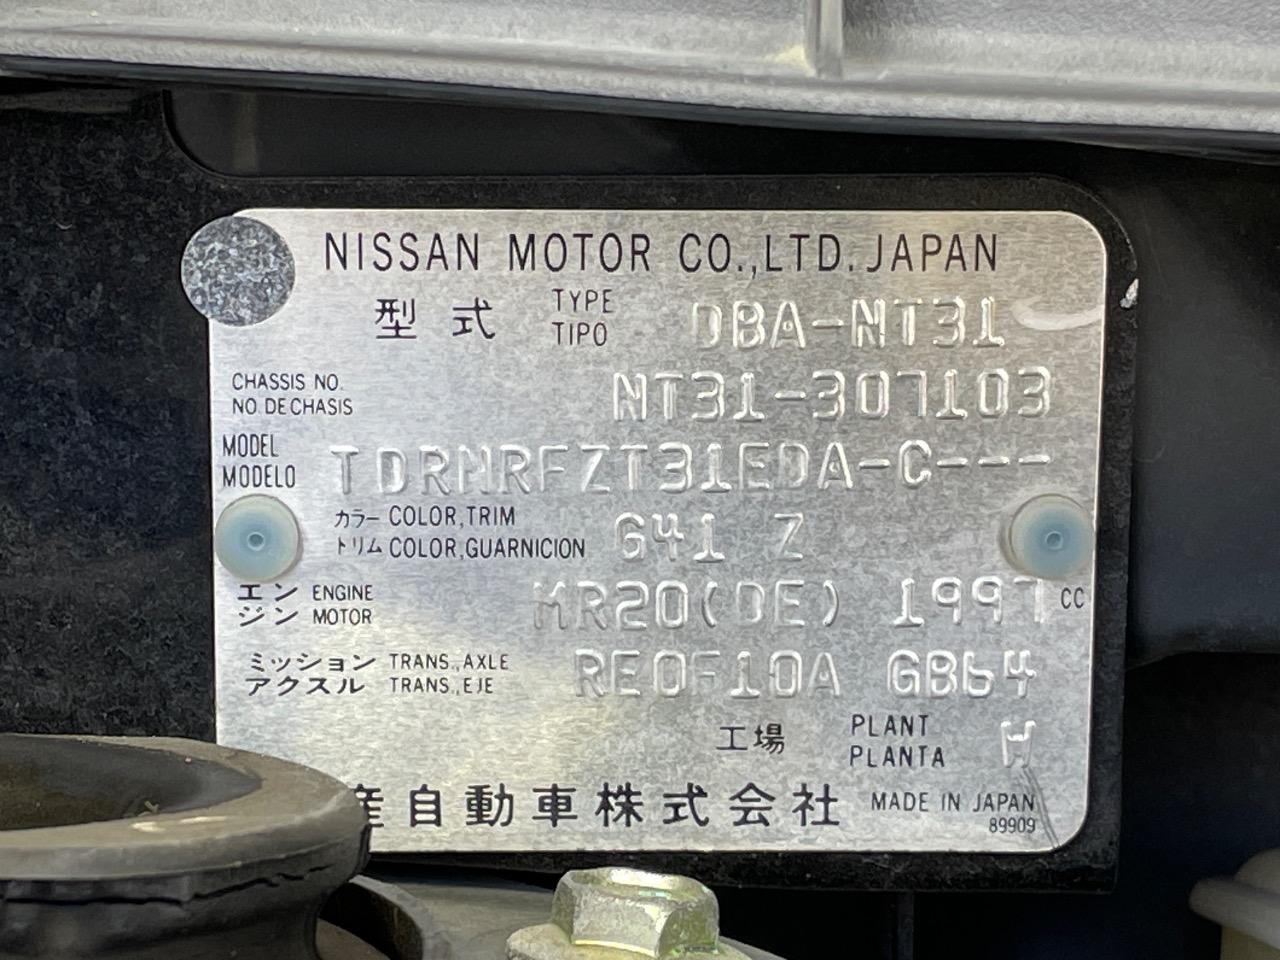 NISSAN MOTOR CO.,LTD. JAPAN
型式 TYPE TIPO DBA-NT31
CHASSIS NO. NO. DE CHASIS NT31-307103
MODEL MODELO TDRNRFZT31EDA-C---
カラー COLOR,TRIM
トリム COLOR,GUARNICION G41 Z
エンジン ENGINE MOTOR MR20(DE) 1997 CC
ミッション TRANS.,AXLE
アクスル TRANS.,EJE RE0F10A GB64
工場 PLANT PLANTA H
産自動車株式会社 MADE IN JAPAN
89909